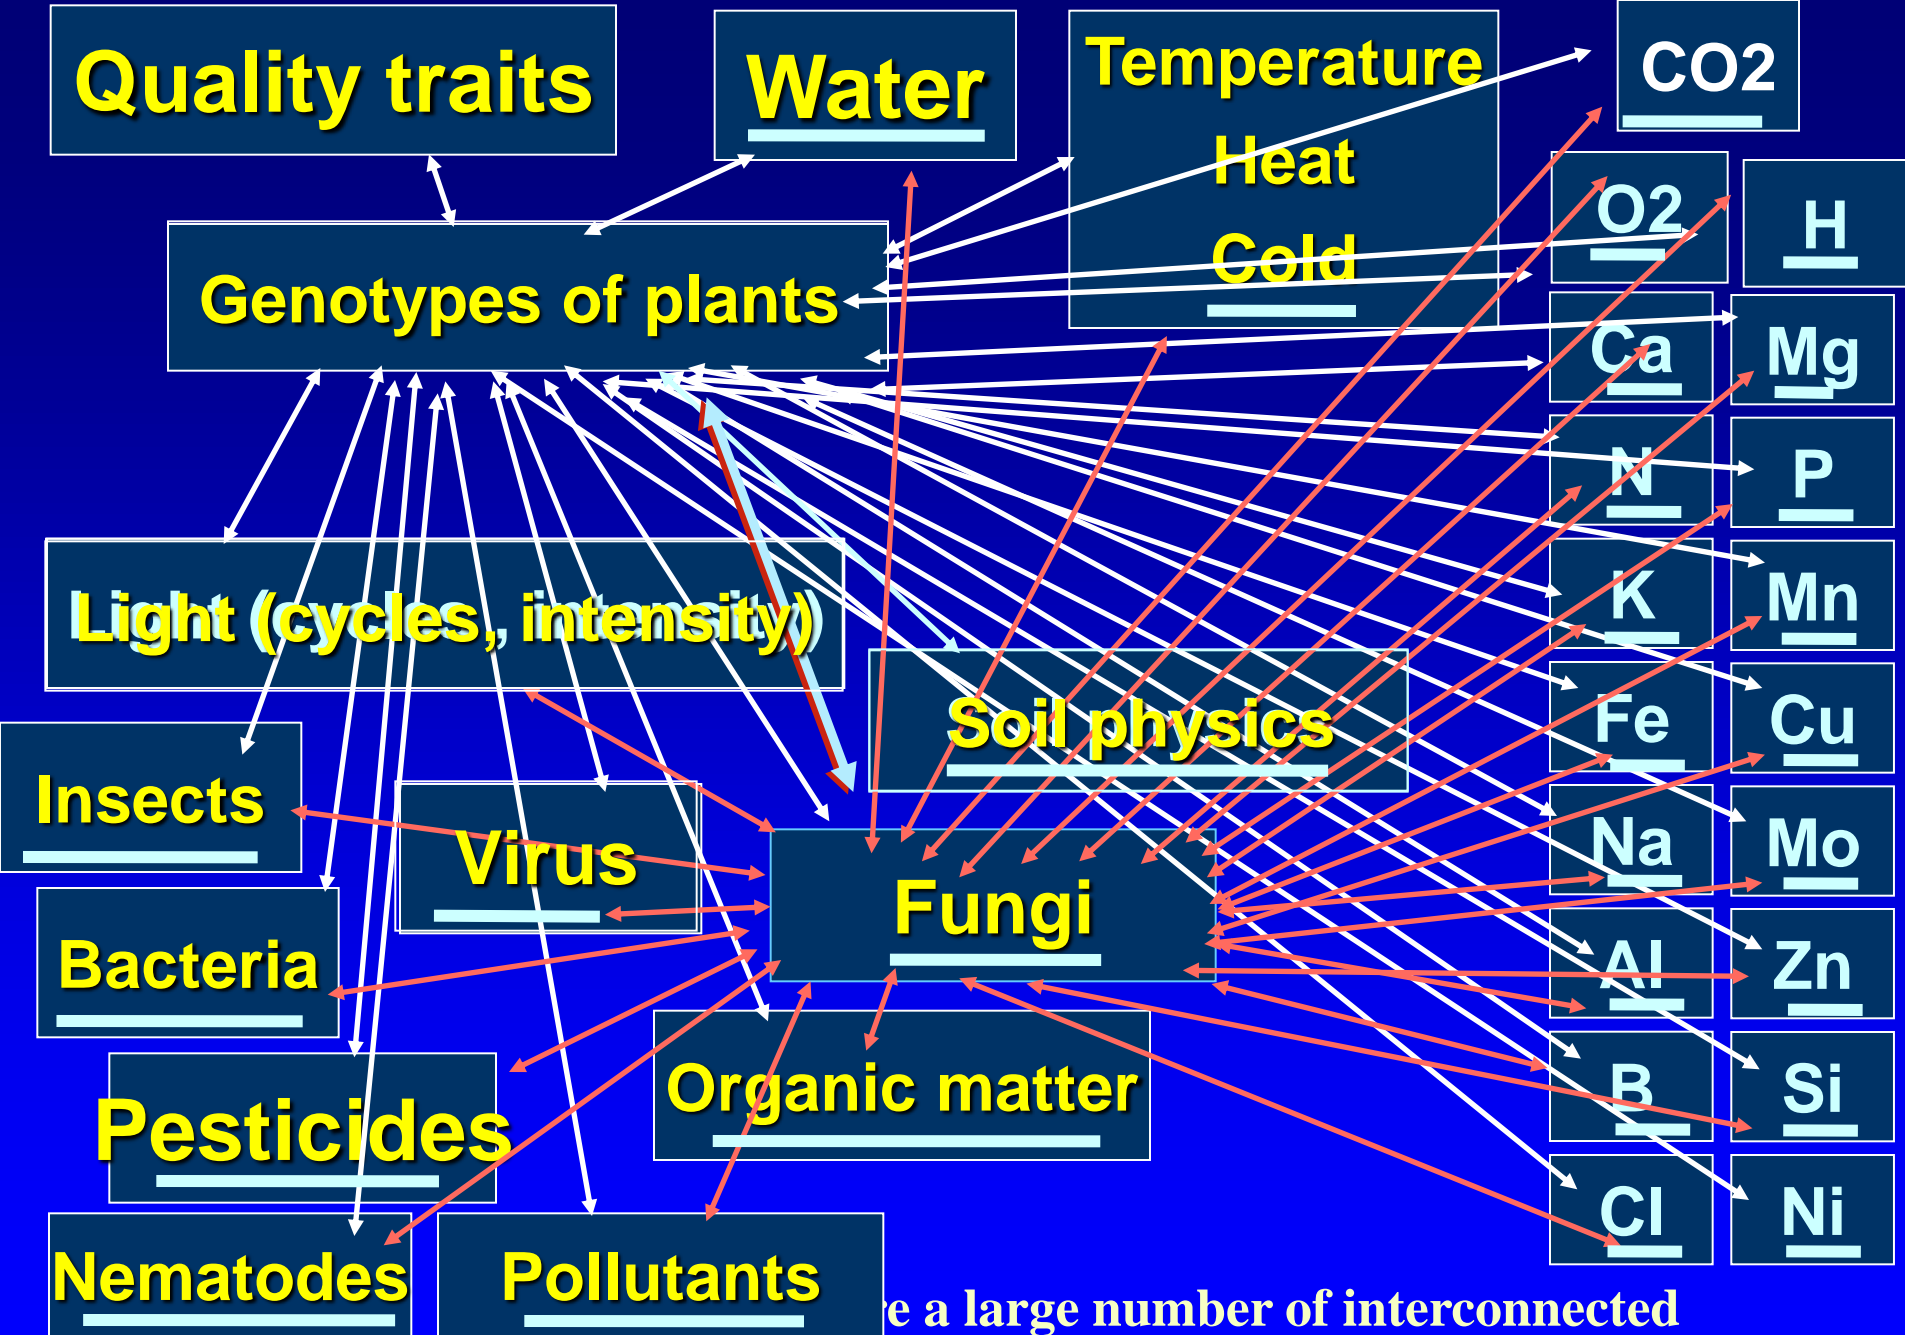 Quality traits
Water
Temperature
Heat
Cold
CO2
O2
H
Genotypes of plants
Ca
Mg
N
P
K
Mn
Light (cycles, intensity)
Soil physics
Fe
Cu
Insects
Virus
Na
Mo
Fungi
Bacteria
Al
Zn
Organic matter
B
Si
Pesticides
Cl
Ni
Nematodes
Pollutants
a large number of interconnected